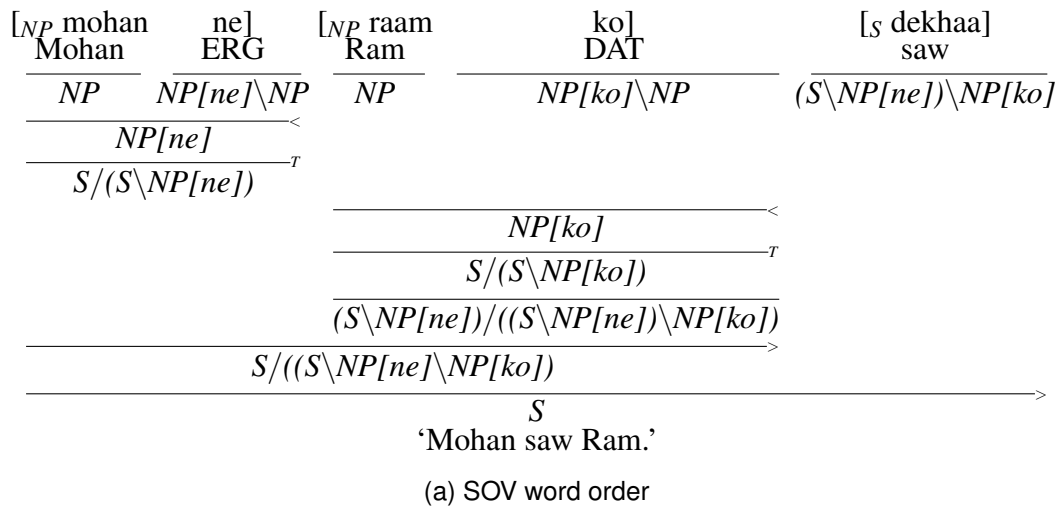 [NP mohan ne] [NP raam ko] [S dekhaa]
Mohan ERG Ram DAT saw
NP NP[ne]\NP NP NP[ko]\NP (S\NP[ne])\NP[ko]
<
NP[ne]
T
S/(S\NP[ne])
<
NP[ko]
T
S/(S\NP[ko])
(S\NP[ne])/((S\NP[ne])\NP[ko])
>
S/((S\NP[ne]\NP[ko])
>
S
‘Mohan saw Ram.’
(a) SOV word order